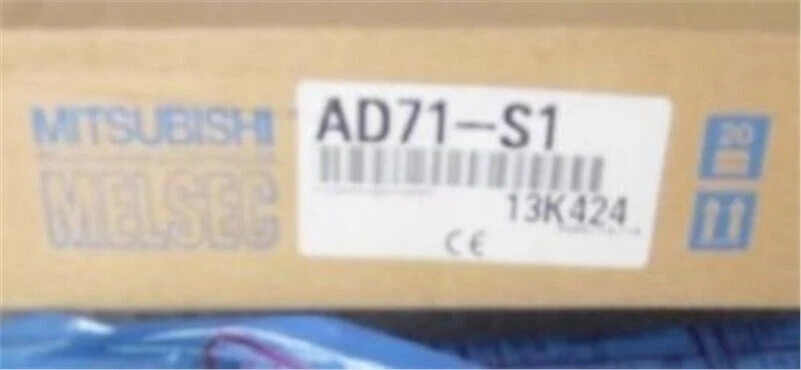 MITSUBISHI
MELSEC
AD71-S1
13K424
CE
20